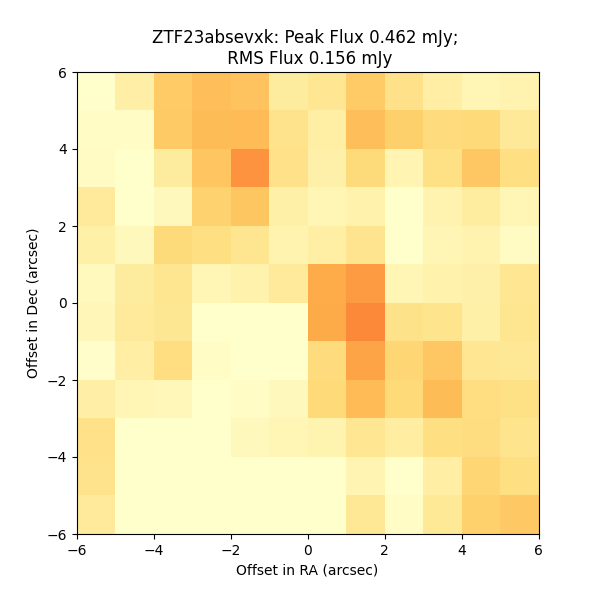 ZTF23absevxk: Peak Flux 0.462 mJy;
RMS Flux 0.156 mJy
6
4
2
0
−2
−4
−6
Offset in Dec (arcsec)
−6 −4 −2 0 2 4 6
Offset in RA (arcsec)